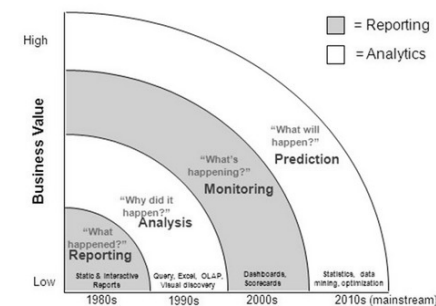 High
= Reporting
= Analytics
Business Value
"What will
happen?"
Prediction
"What's
happening?"
Monitoring
"Why did it
happen?"
Analysis
"What
happened?"
Reporting
Static & Interactive
Reports
Query, Excel, OLAP,
Visual discovery
Dashboards,
Scorecards
Statistics, data
mining, optimization
Low
1980s
1990s
2000s
2010s (mainstream)